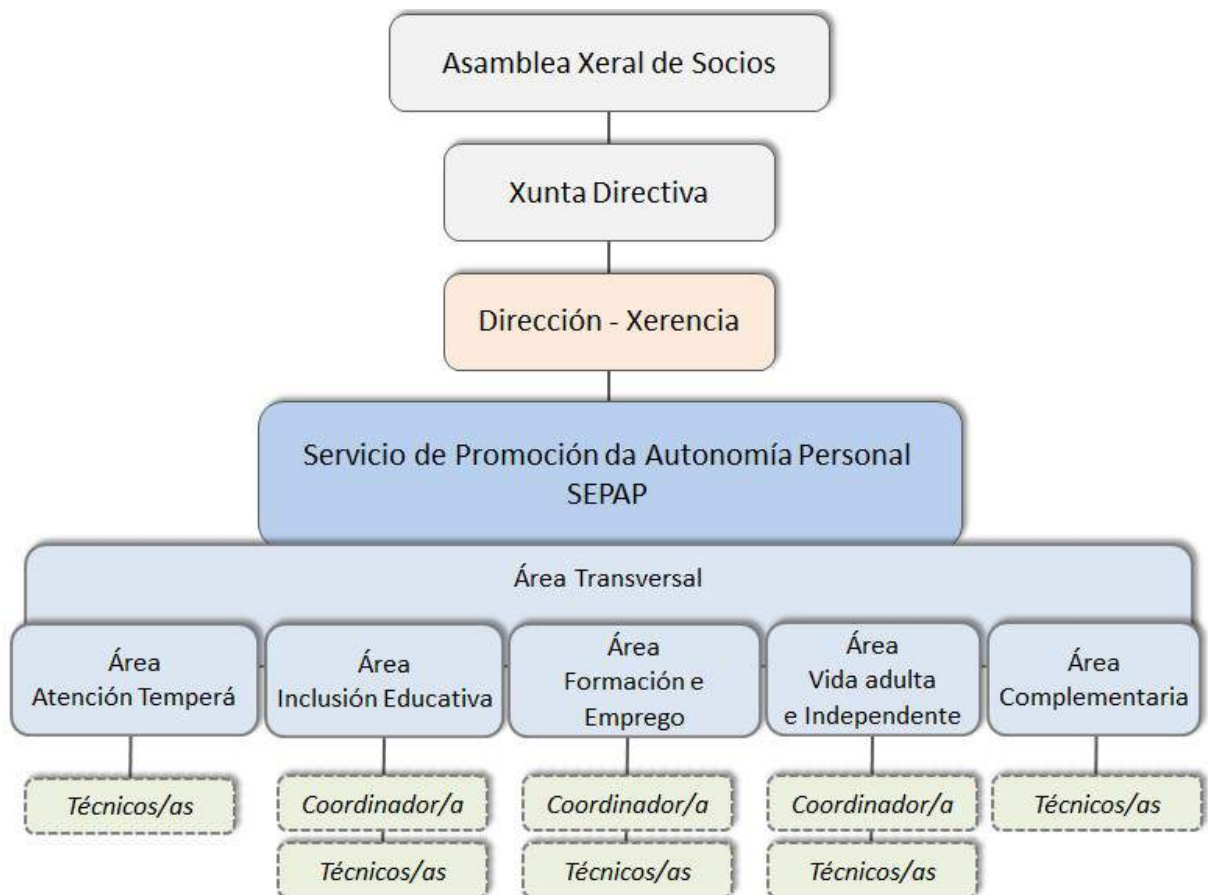 Asamblea Xeral de Socios
Xunta Directiva
Dirección - Xerencia
Servicio de Promoción da Autonomía Personal
SEPAP
Área Transversal
Área
Atención Temperá
Área
Inclusión Educativa
Área
Formación e
Emprego
Área
Vida adulta
e Independente
Área
Complementaria
Técnicos/as
Coordinador/a
Coordinador/a
Coordinador/a
Técnicos/as
Técnicos/as
Técnicos/as
Técnicos/as